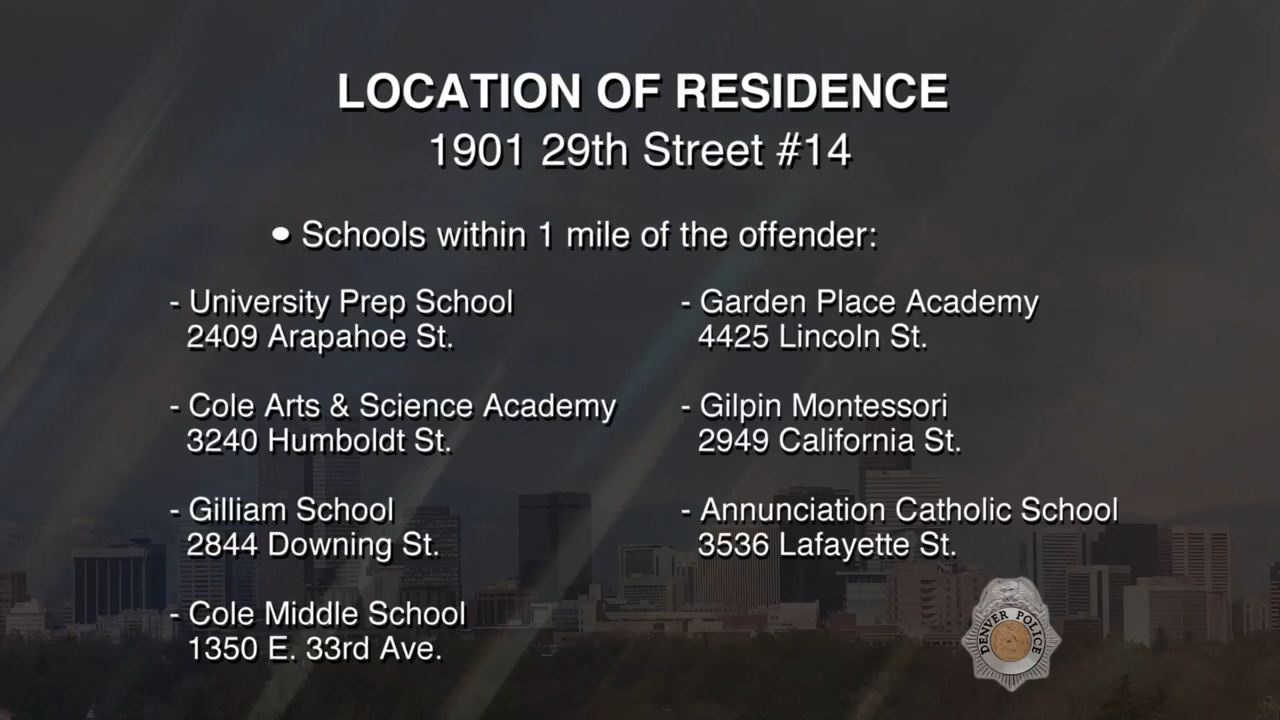 LOCATION OF RESIDENCE
1901 29th Street #14
• Schools within 1 mile of the offender:
- University Prep School
2409 Arapahoe St.
- Cole Arts & Science Academy
3240 Humboldt St.
- Gilliam School
2844 Downing St.
- Cole Middle School
1350 E. 33rd Ave.
- Garden Place Academy
4425 Lincoln St.
- Gilpin Montessori
2949 California St.
- Annunciation Catholic School
3536 Lafayette St.
DENVER POLICE